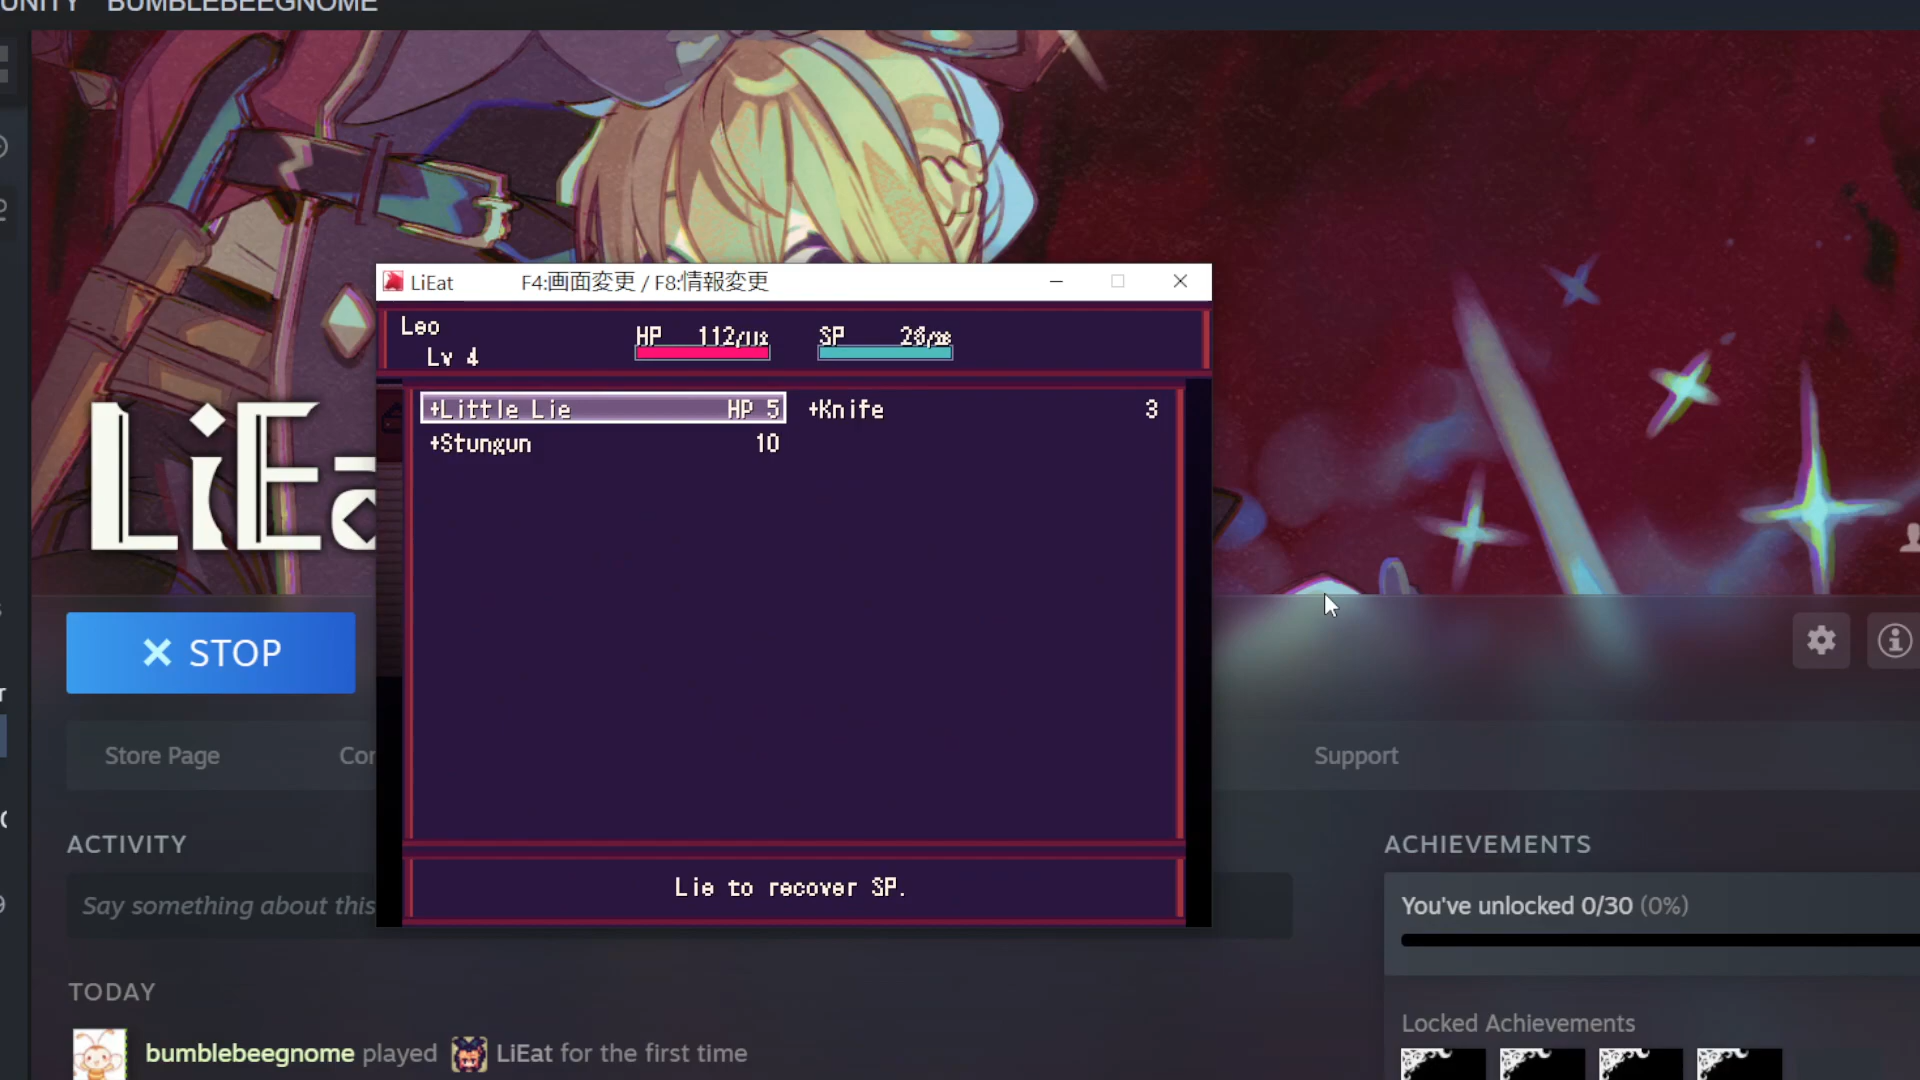 BUMBLEBEEGNOME
LiEat F4:画面変更 / F8:情報変更
Leo
Lv 4
HP 112/112
SP 28/28
+Little Lie HP 5
+Knife 3
+Stungun 10
Lie to recover SP.
STOP
Store Page
Support
ACTIVITY
Say something about this
ACHIEVEMENTS
You've unlocked 0/30 (0%)
TODAY
Locked Achievements
bumblebeegnome played LiEat for the first time